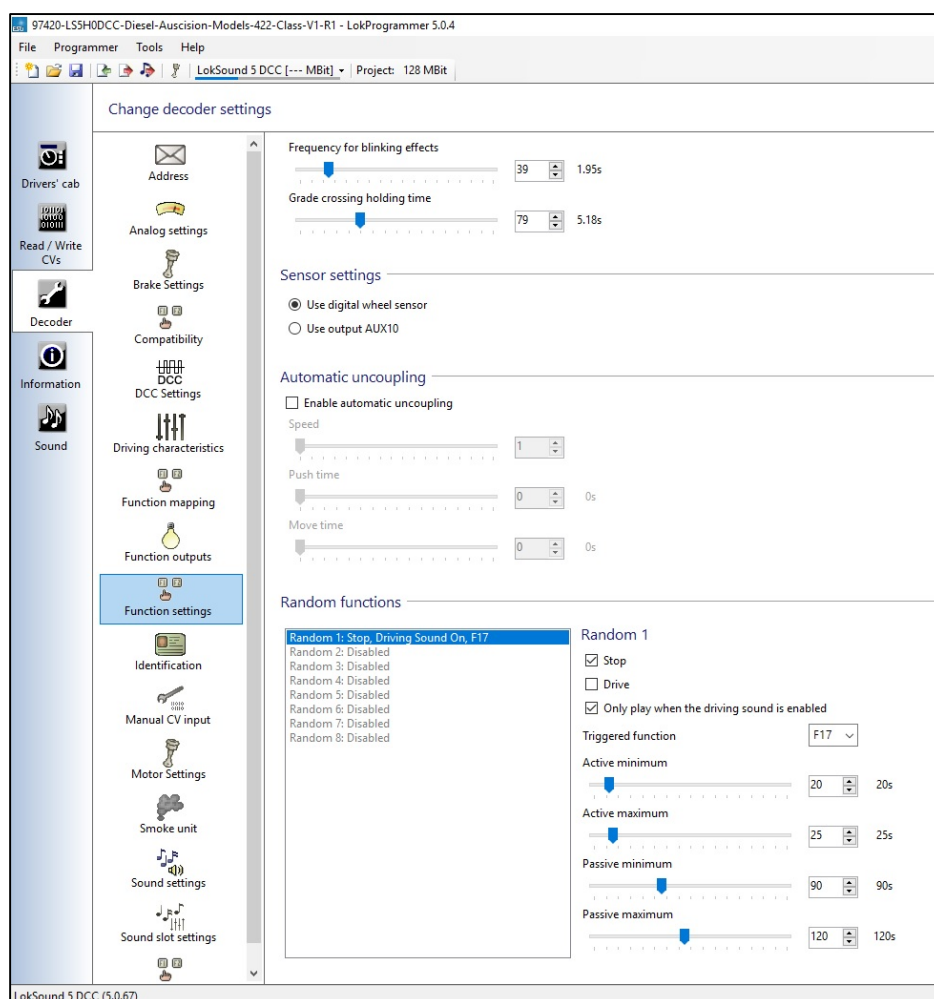 97420-LS5H0DCC-Diesel-Auscision-Models-422-Class-V1-R1 - LokProgrammer 5.0.4
File Programmer Tools Help
LokSound 5 DCC [--- MBit] Project: 128 MBit
Change decoder settings
Drivers' cab
Read / Write
CVs
Decoder
Information
Sound
Address
Analog settings
Brake Settings
Compatibility
DCC
DCC Settings
Driving characteristics
Function mapping
Function outputs
Function settings
Identification
Manual CV input
Motor Settings
Smoke unit
Sound settings
Sound slot settings
Frequency for blinking effects
39 1.95s
Grade crossing holding time
79 5.18s
Sensor settings
Use digital wheel sensor
Use output AUX10
Automatic uncoupling
Enable automatic uncoupling
Speed
1
Push time
0 0s
Move time
0 0s
Random functions
Random 1: Stop, Driving Sound On, F17
Random 2: Disabled
Random 3: Disabled
Random 4: Disabled
Random 5: Disabled
Random 6: Disabled
Random 7: Disabled
Random 8: Disabled
Random 1
Stop
Drive
Only play when the driving sound is enabled
Triggered function F17
Active minimum
20 20s
Active maximum
25 25s
Passive minimum
90 90s
Passive maximum
120 120s
LokSound 5 DCC (5.0.67)